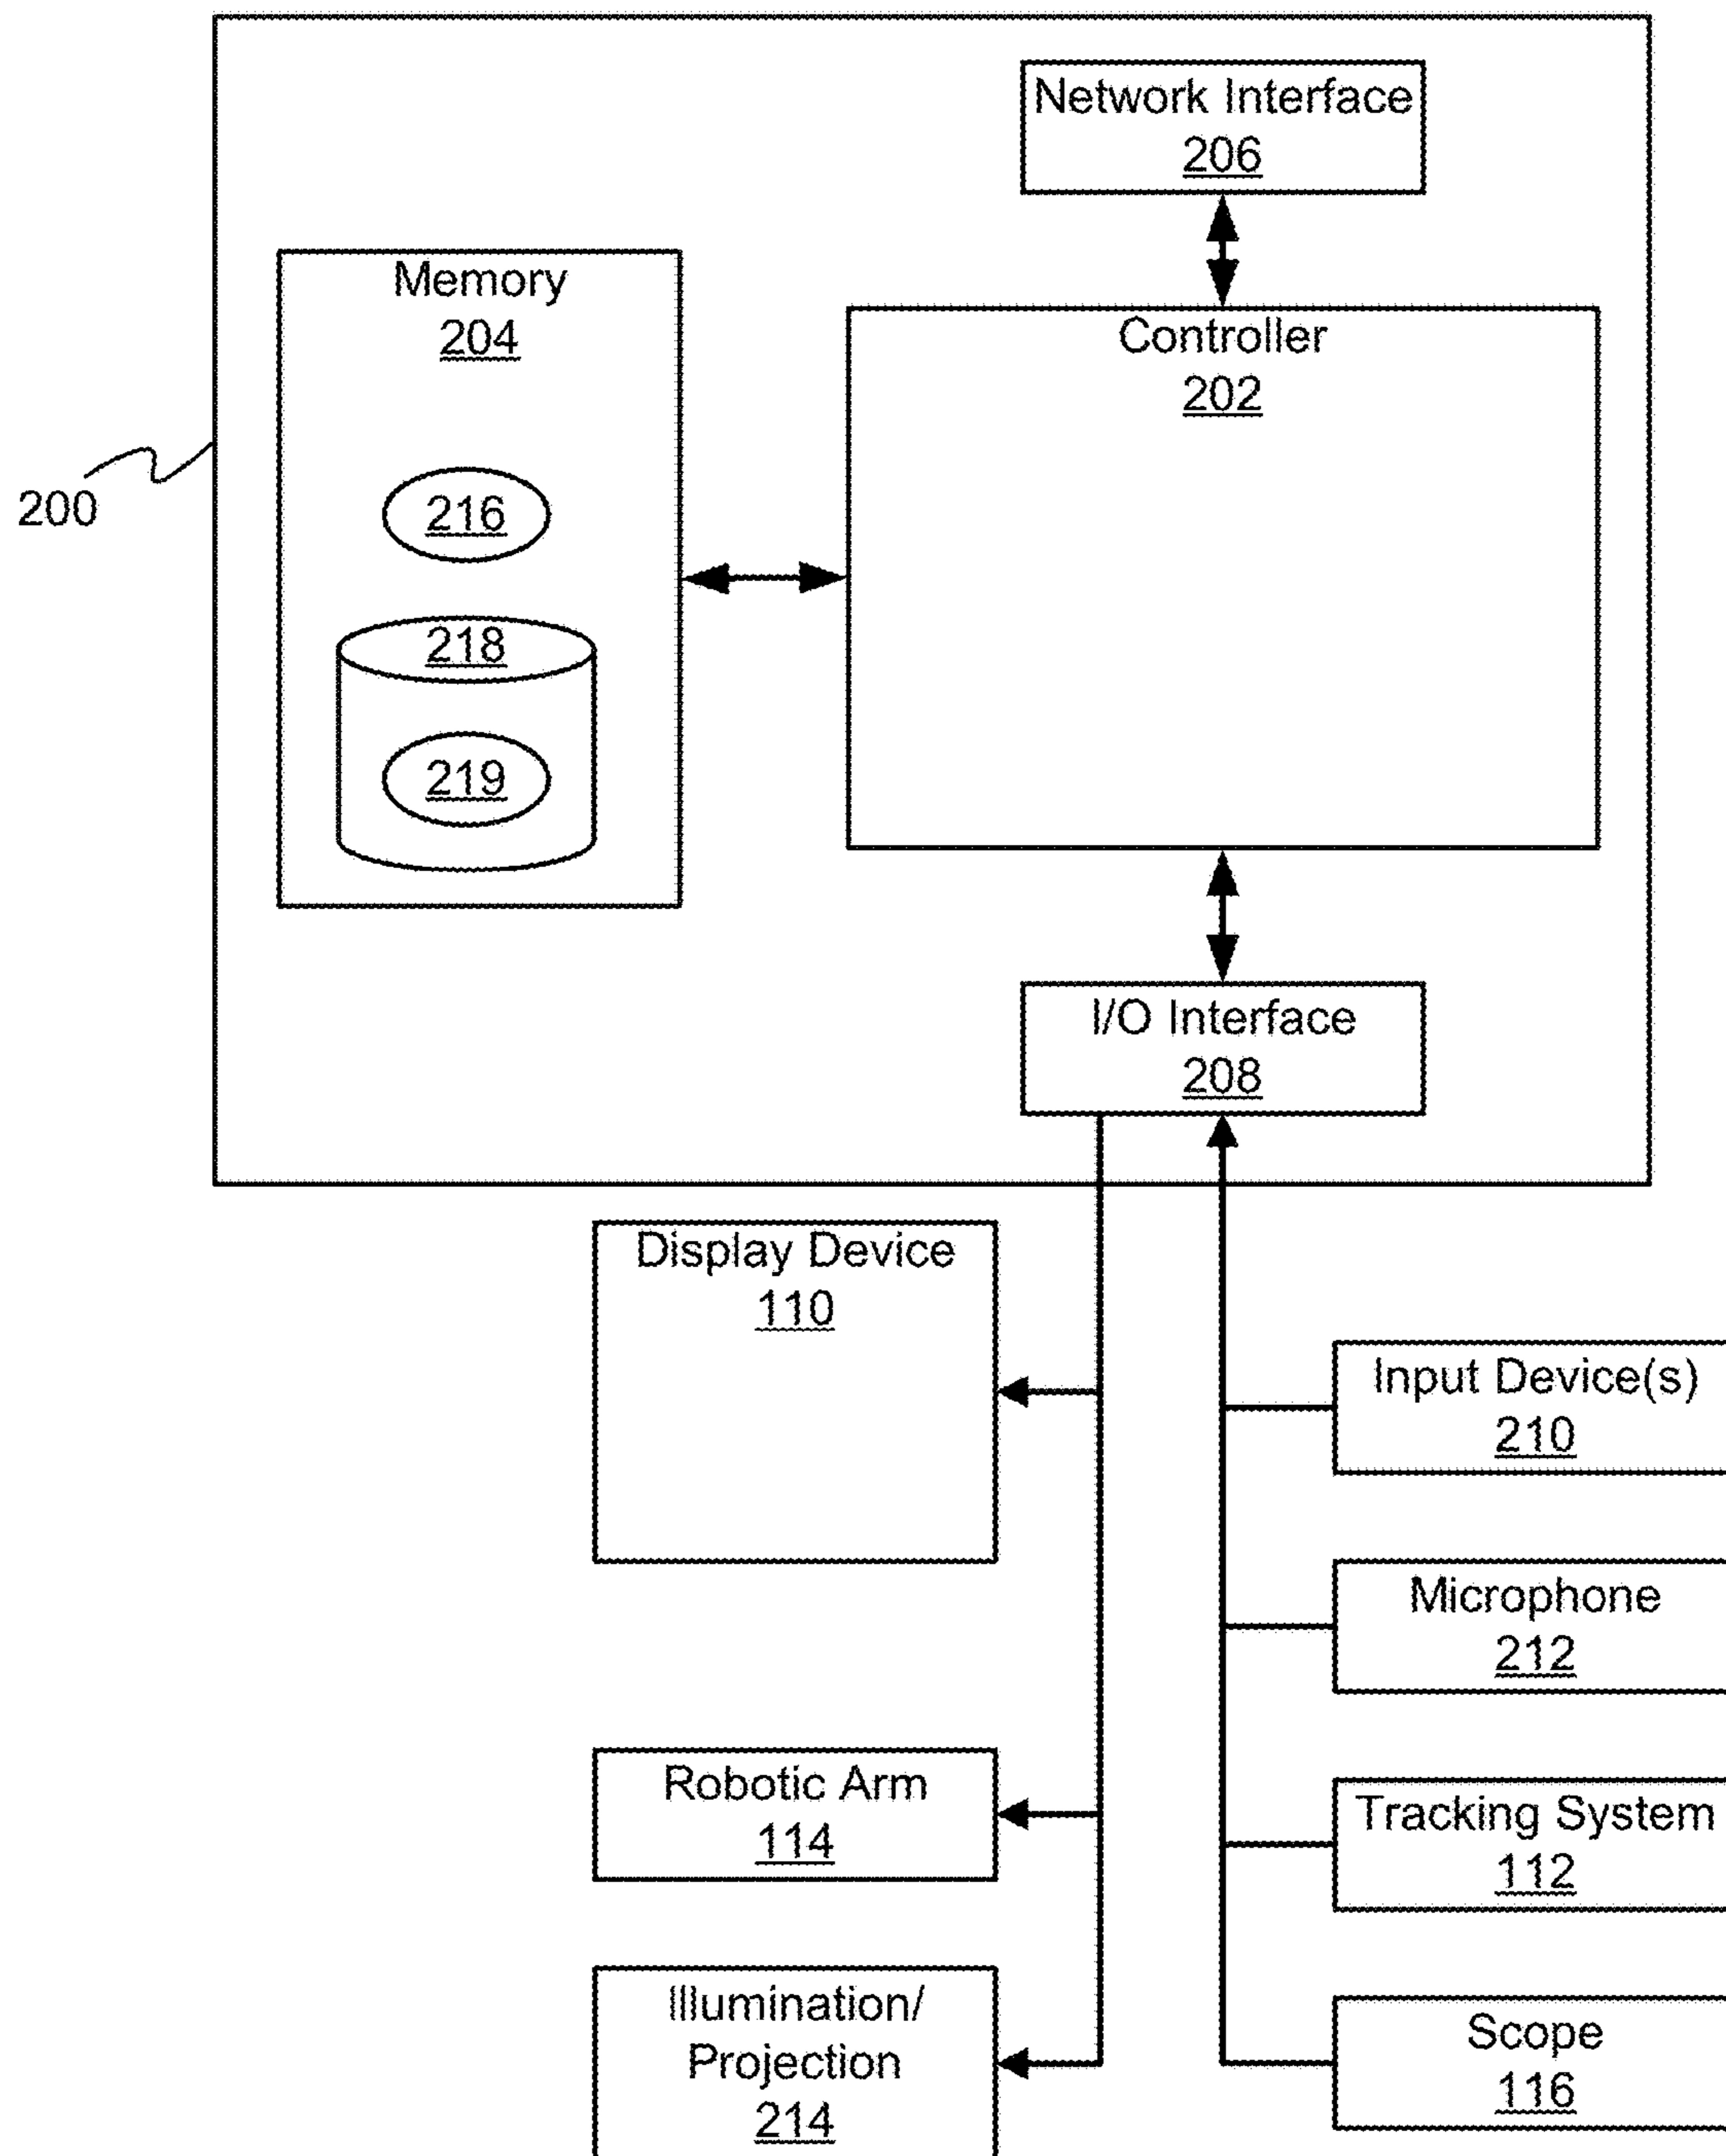 Network Interface
206
Memory
204
Controller
202
216
200
218
219
I/O Interface
208
Display Device
110
Input Device(s)
210
Microphone
212
Robotic Arm
114
Tracking System
112
Illumination/
Projection
214
Scope
116